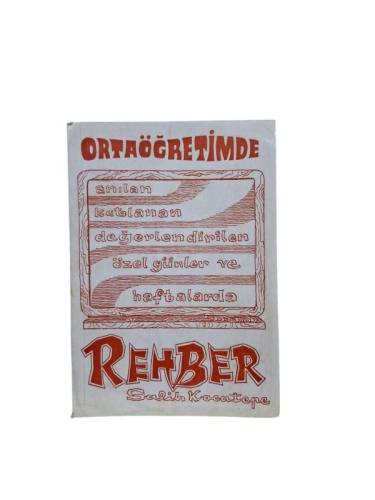 ORTAÖĞRETİMDE
anılan
kutlanan
değerlendirilen
özel günler ve
haftalarda
REHBER
Salih Kocatepe